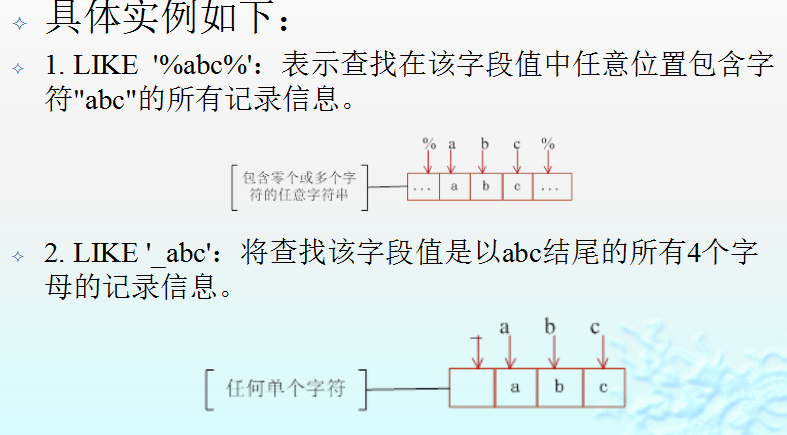 具体实例如下：
1. LIKE '%abc%'：表示查找在该字段值中任意位置包含字
符"abc"的所有记录信息。
% a b c %
包含零个或多个字
符的任意字符串
... a b c ...
2. LIKE '_abc'：将查找该字段值是以abc结尾的所有4个字
母的记录信息。
_ a b c
任何单个字符
a b c